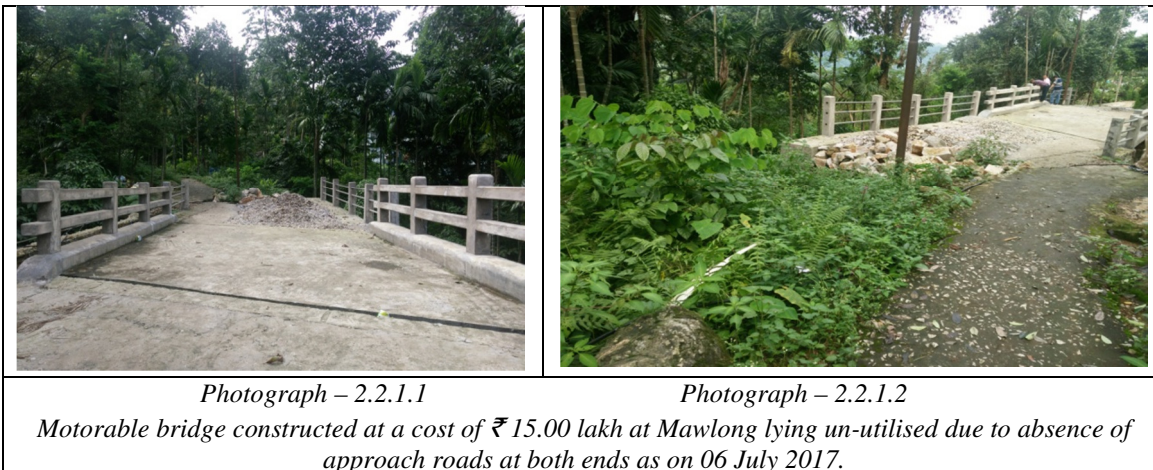 Photograph – 2.2.1.1
Photograph – 2.2.1.2
Motorable bridge constructed at a cost of ₹ 15.00 lakh at Mawlong lying un-utilised due to absence of
approach roads at both ends as on 06 July 2017.